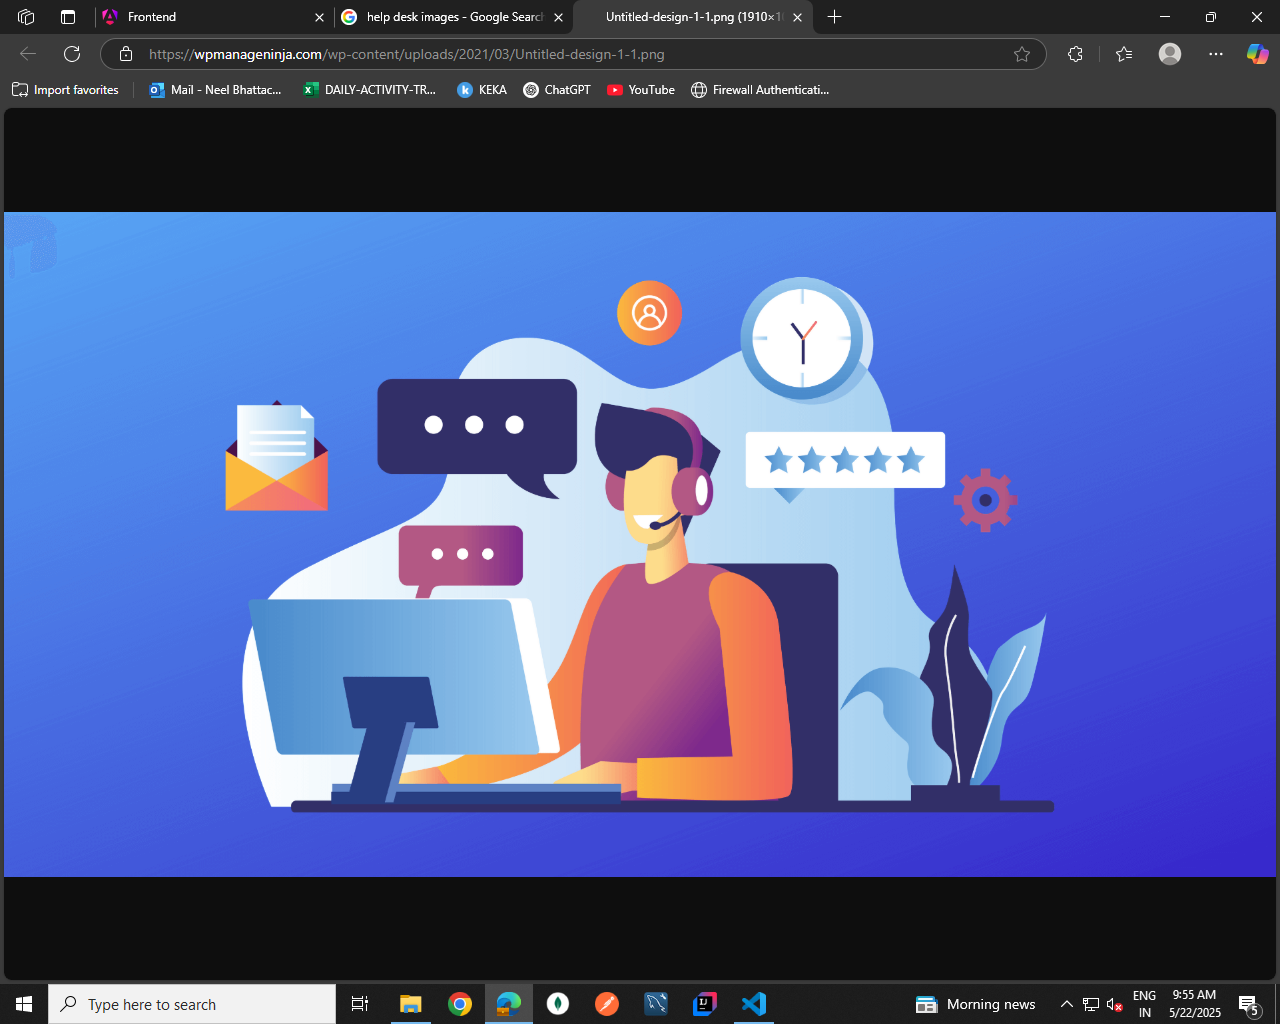 Frontend
help desk images - Google Search
Untitled-design-1-1.png (1910×1
https://wpmanageninja.com/wp-content/uploads/2021/03/Untitled-design-1-1.png
Import favorites
Mail - Neel Bhattac...
DAILY-ACTIVITY-TR...
KEKA
ChatGPT
YouTube
Firewall Authenticati...
Type here to search
Morning news
ENG
IN
9:55 AM
5/22/2025
5